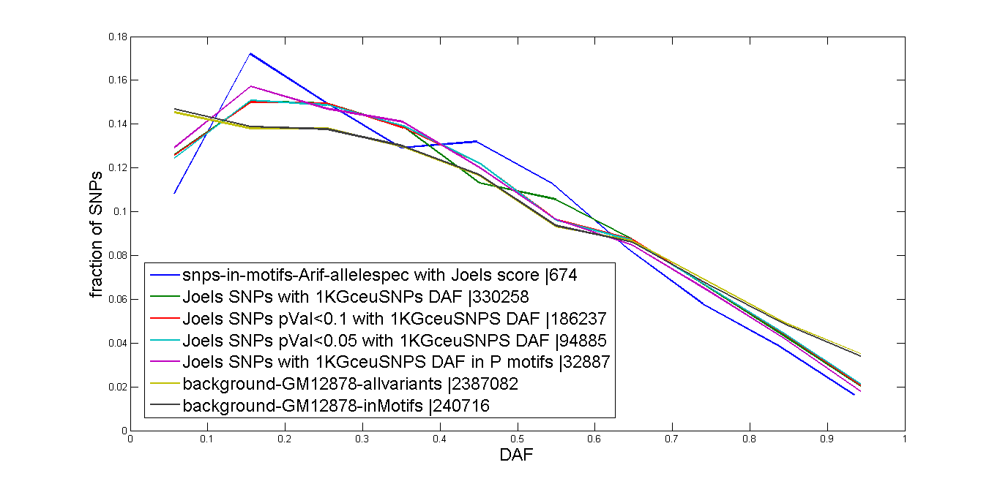 0.18
0.16
0.14
0.12
0.1
0.08
0.06
0.04
0.02
0
fraction of SNPs
snps-in-motifs-Arif-allelespec with Joels score |674
Joels SNPs with 1KGceuSNPs DAF |330258
Joels SNPs pVal<0.1 with 1KGceuSNPS DAF |186237
Joels SNPs pVal<0.05 with 1KGceuSNPS DAF |94885
Joels SNPs with 1KGceuSNPS DAF in P motifs |32887
background-GM12878-allvariants |2387082
background-GM12878-inMotifs |240716
0 0.1 0.2 0.3 0.4 0.5 0.6 0.7 0.8 0.9 1
DAF